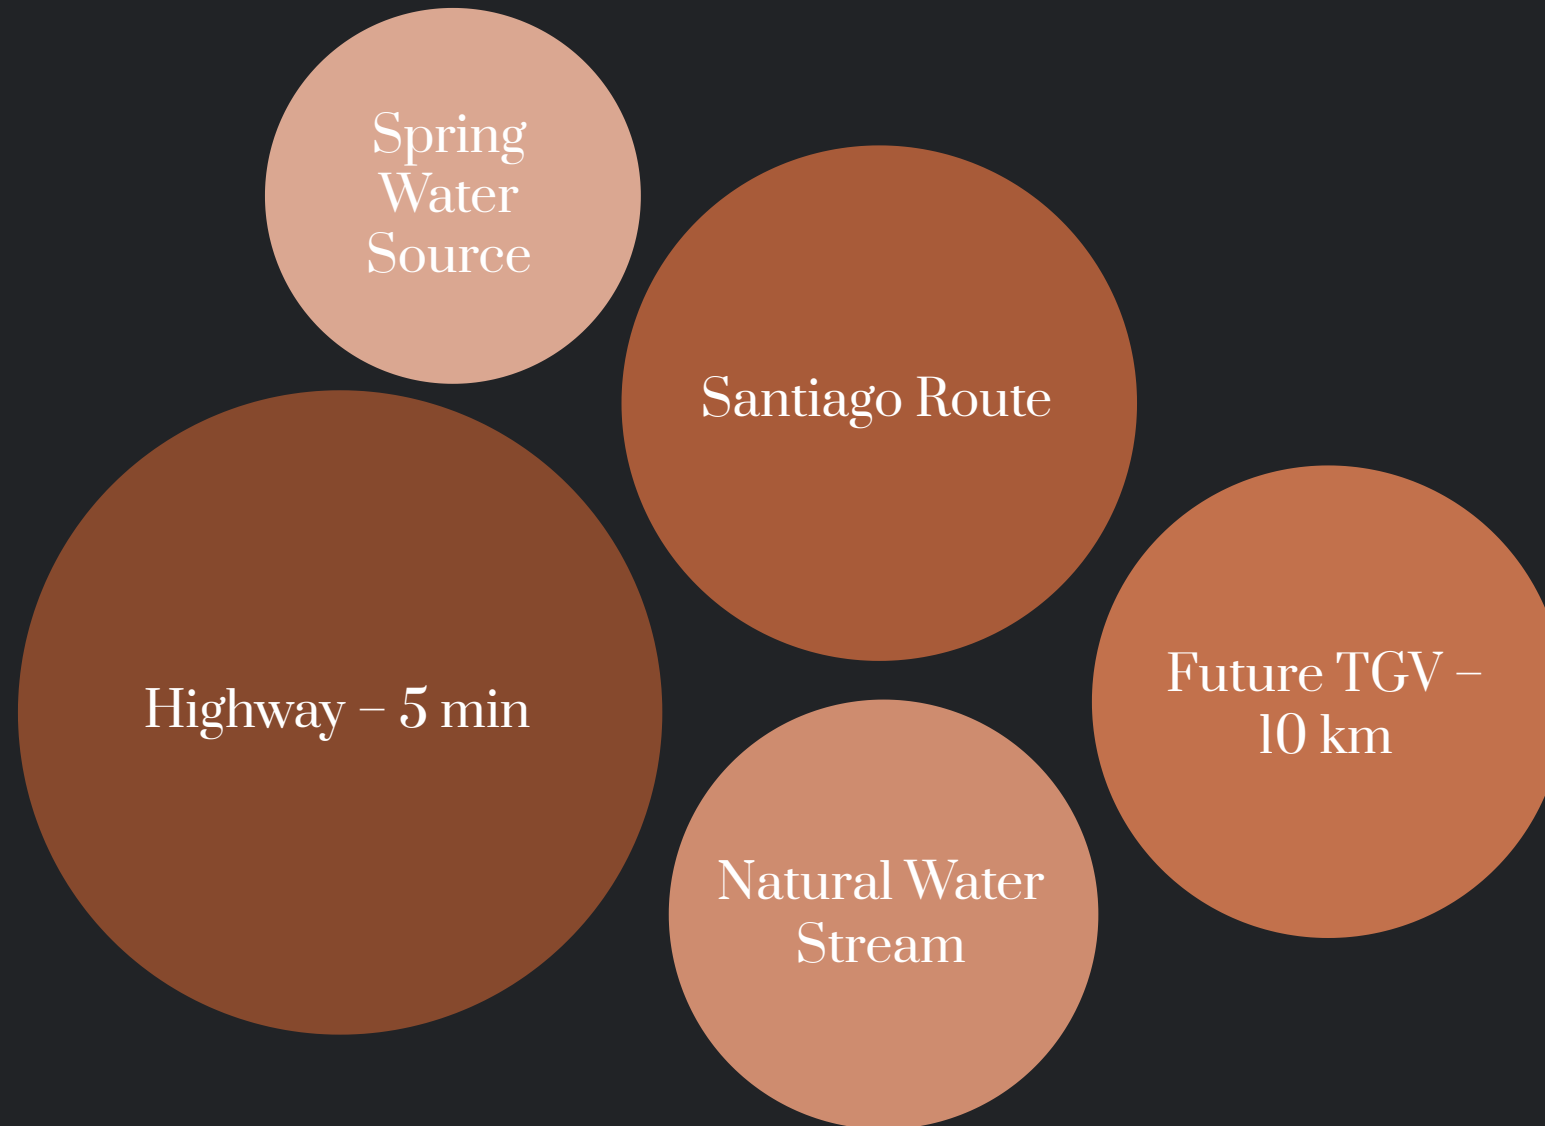 Spring
Water
Source
Santiago Route
Highway – 5 min
Future TGV –
10 km
Natural Water
Stream